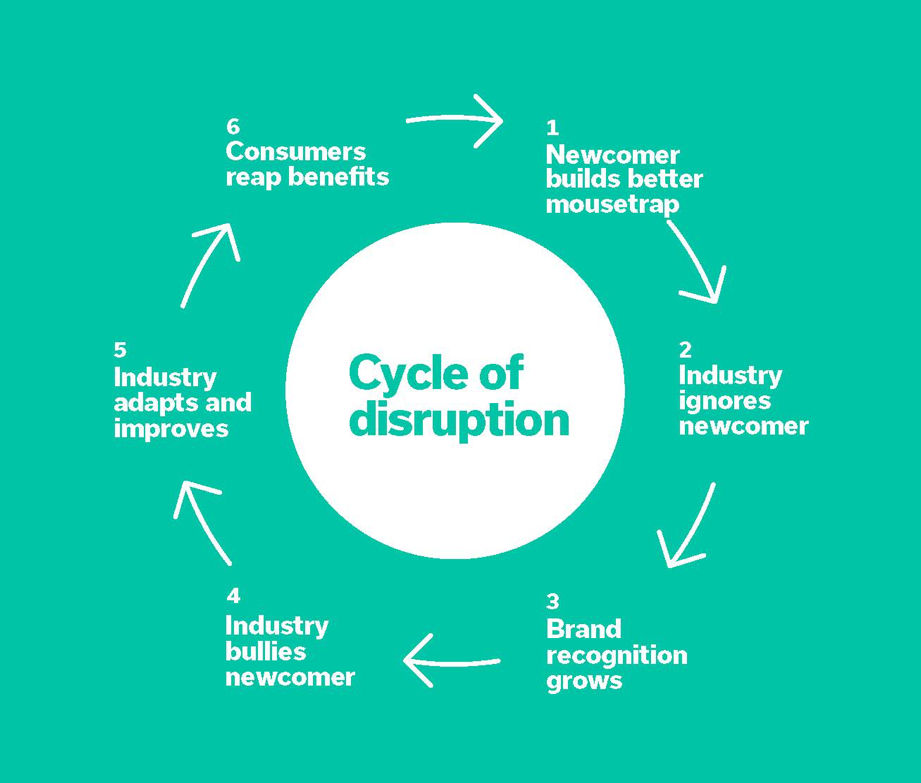 Cycle of
disruption
1
Newcomer
builds better
mousetrap
2
Industry
ignores
newcomer
3
Brand
recognition
grows
4
Industry
bullies
newcomer
5
Industry
adapts and
improves
6
Consumers
reap benefits